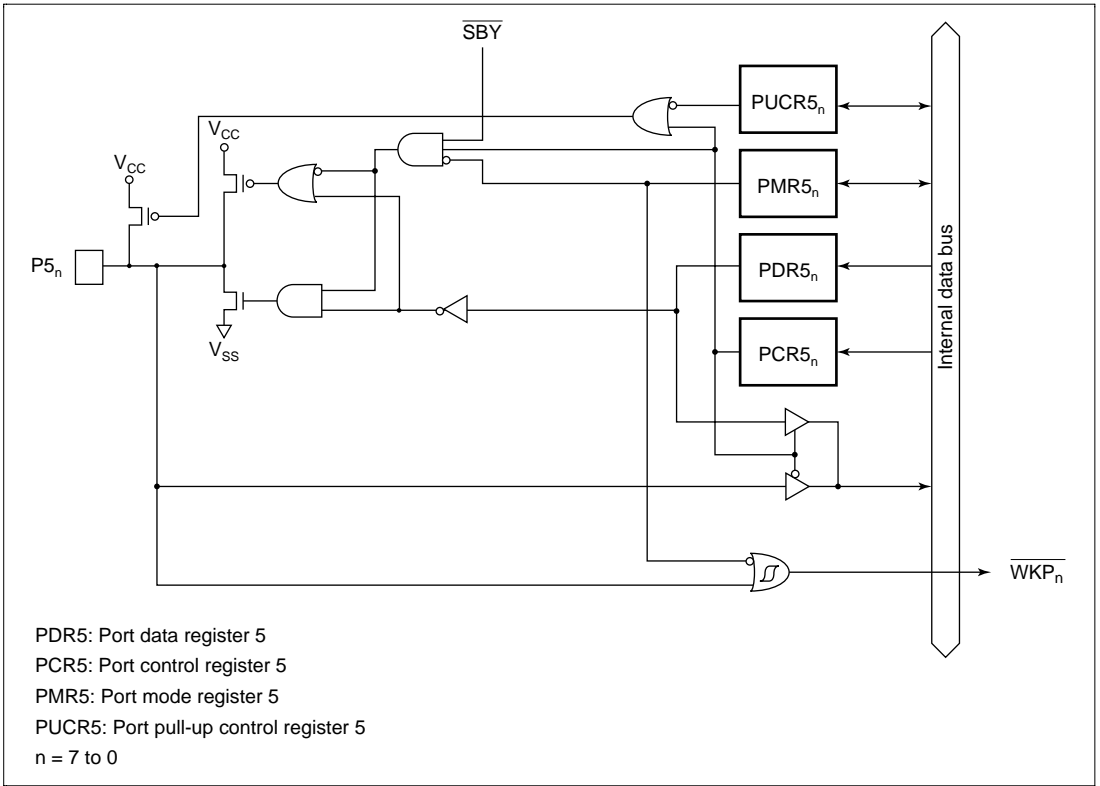 SBY
PUCR5n
VCC
VCC
PMR5n
PDR5n
P5n
Internal data bus
VSS
PCR5n
WKPn
PDR5: Port data register 5
PCR5: Port control register 5
PMR5: Port mode register 5
PUCR5: Port pull-up control register 5
n = 7 to 0